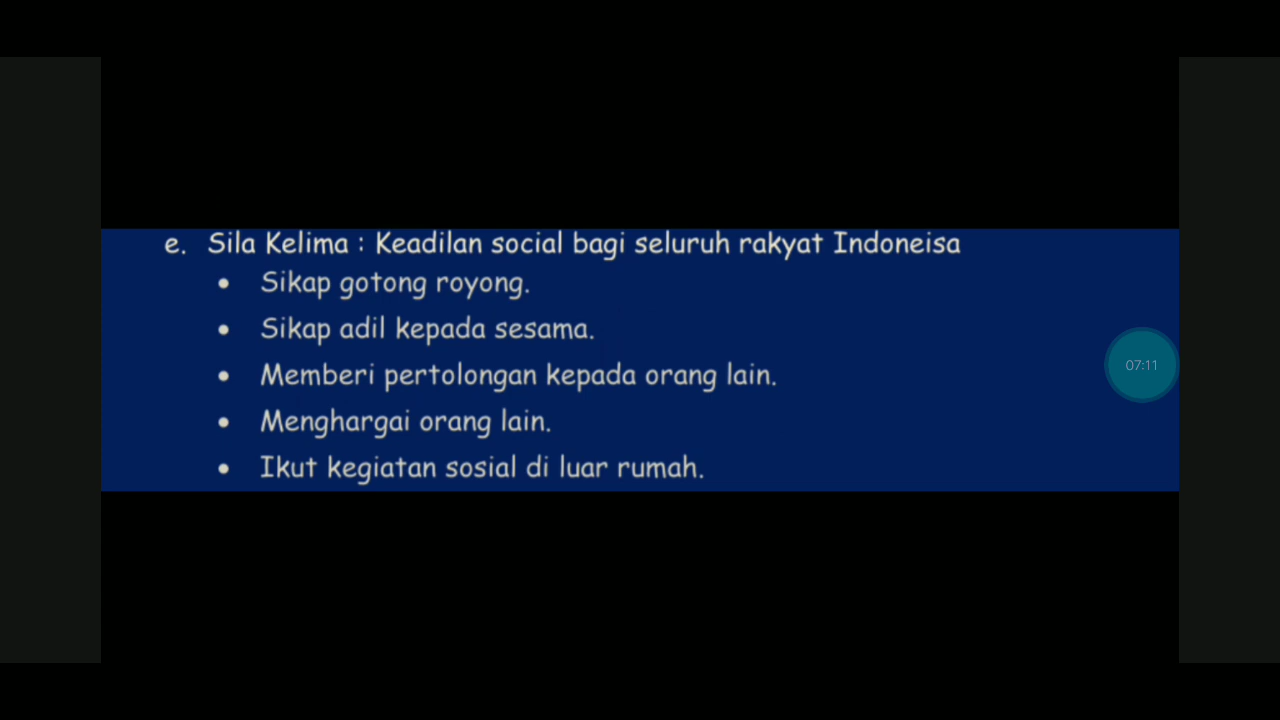 e. Sila Kelima : Keadilan social bagi seluruh rakyat Indoneisa
• Sikap gotong royong.
• Sikap adil kepada sesama.
• Memberi pertolongan kepada orang lain.
• Menghargai orang lain.
• Ikut kegiatan sosial di luar rumah.
07:11